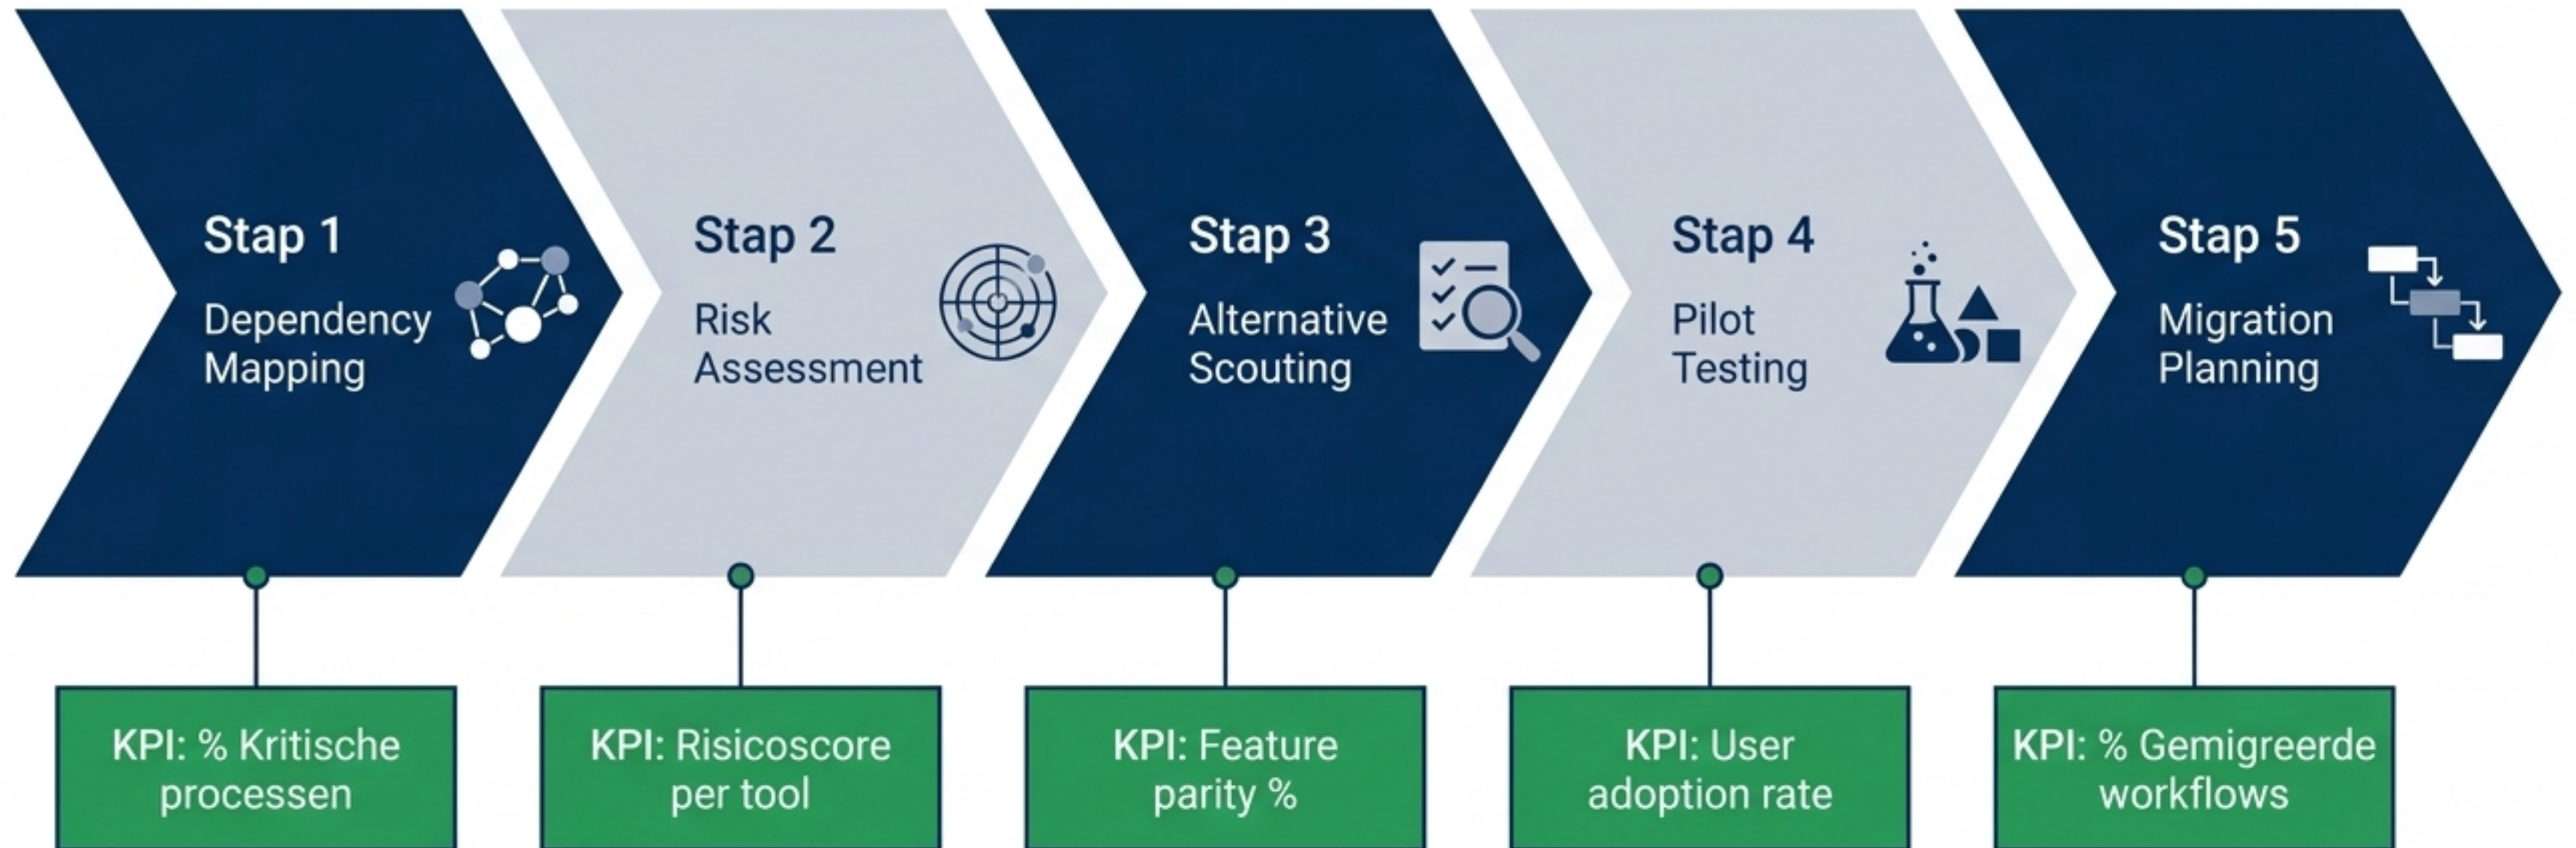 Stap 1
Dependency
Mapping
Stap 2
Risk
Assessment
Stap 3
Alternative
Scouting
Stap 4
Pilot
Testing
Stap 5
Migration
Planning
KPI: % Kritische
processen
KPI: Risicoscore
per tool
KPI: Feature
parity %
KPI: User
adoption rate
KPI: % Gemigreerde
workflows